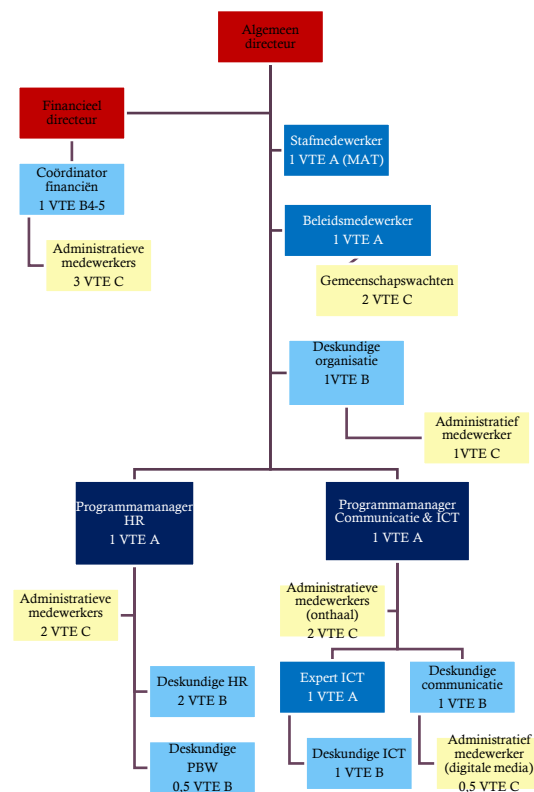 Algemeen
directeur
Financieel
directeur
Stafmedewerker
1 VTE A (MAT)
Coördinator
financiën
1 VTE B4-5
Beleidsmedewerker
1 VTE A
Administratieve
medewerkers
3 VTE C
Gemeenschapswachten
2 VTE C
Deskundige
organisatie
1VTE B
Administratief
medewerker
1VTE C
Programmamanager
HR
1 VTE A
Programmamanager
Communicatie & ICT
1 VTE A
Administratieve
medewerkers
2 VTE C
Administratieve
medewerkers
(onthaal)
2 VTE C
Deskundige HR
2 VTE B
Expert ICT
1 VTE A
Deskundige
communicatie
1 VTE B
Deskundige
PBW
0,5 VTE B
Deskundige ICT
1 VTE B
Administratief
medewerker
(digitale media)
0,5 VTE C